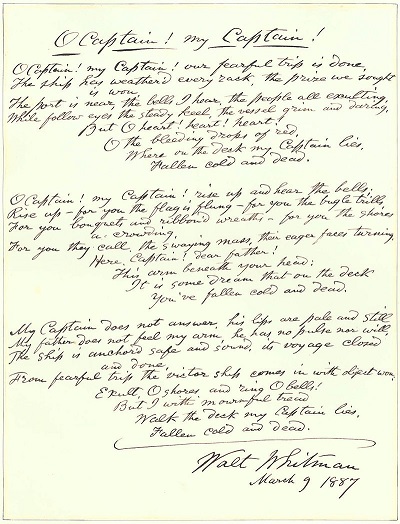 O Captain! my Captain!
O Captain! my Captain! our fearful trip is done,
The ship has weather'd every rack the prize we sought
is won,
The port is near, the bells I hear, the people all exulting,
While follow eyes the steady keel, the vessel grim and daring,
But O heart! heart! heart!
O the bleeding drops of red,
Where on the deck my Captain lies,
Fallen cold and dead.
O Captain! my Captain! rise up and hear the bells;
Rise up - for you the flag is flung - for you the bugle trills,
For you bouquets and ribbon'd wreaths - for you the shores
a-crowding,
For you they call, the swaying mass, their eager faces turning,
Here, Captain! dear father!
This arm beneath your head;
It is some dream that on the deck
You've fallen cold and dead.
My Captain does not answer, his lips are pale and still
My father does not feel my arm, he has no pulse nor will
The ship is anchor'd safe and sound, its voyage closed
and done,
From fearful trip the victor ship comes in with object won,
Exult, O shores, and ring O bells!
But I with mournful tread
Walk the deck my Captain lies,
Fallen cold and dead.
Walt Whitman
March 9 1887